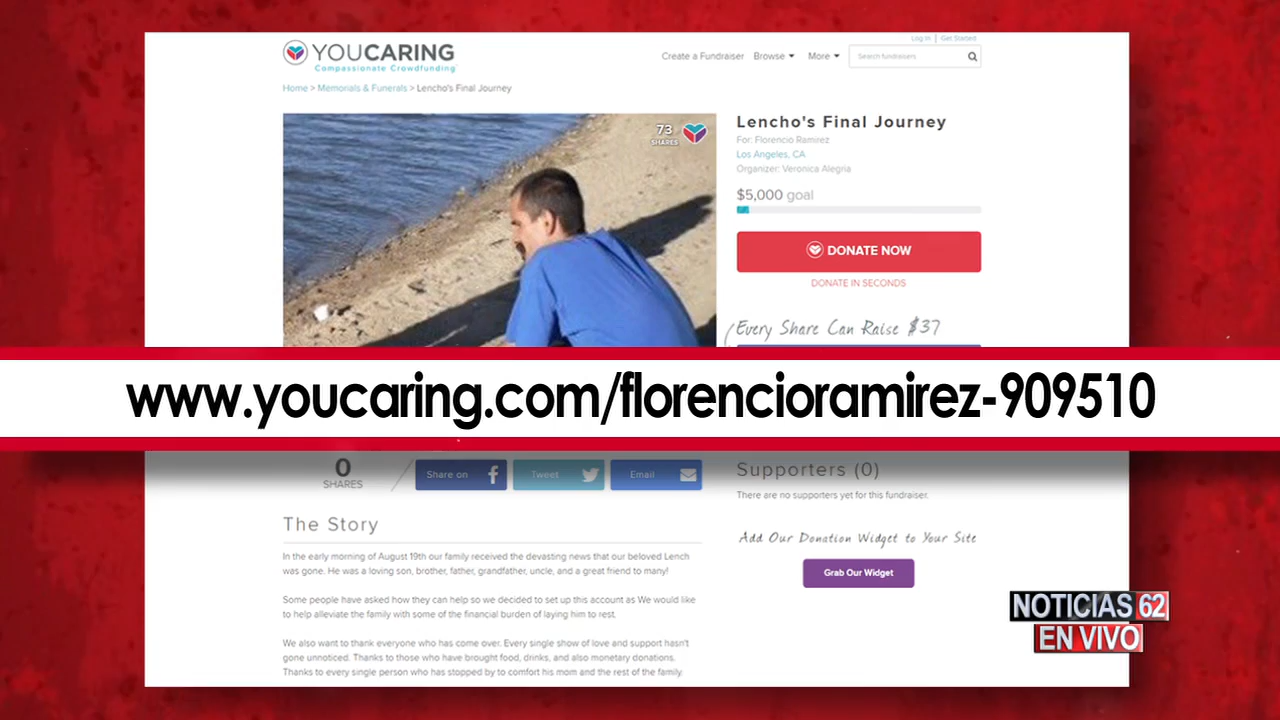 YOUCARING
Compassionate Crowdfunding
Log In | Get Started
Create a Fundraiser Browse More Search fundraisers
Home > Memorials & Funerals > Lencho's Final Journey
73
SHARES
Lencho's Final Journey
For: Florencio Ramirez
Los Angeles, CA
Organizer: Veronica Alegria
$5,000 goal
DONATE NOW
DONATE IN SECONDS
Every Share Can Raise $37
www.youcaring.com/florencioramirez-909510
0
SHARES
Share on
Tweet
Email
Supporters (0)
There are no supporters yet for this fundraiser.
Add Our Donation Widget to Your Site
Grab Our Widget
The Story
In the early morning of August 19th our family received the devasting news that our beloved Lench
was gone. He was a loving son, brother, father, grandfather, uncle, and a great friend to many!
Some people have asked how they can help so we decided to set up this account as We would like
to help alleviate the family with some of the financial burden of laying him to rest.
We also want to thank everyone who has come over. Every single show of love and support hasn't
gone unnoticed. Thanks to those who have brought food, drinks, and also monetary donations.
Thanks to every single person who has stopped by to comfort his mom and the rest of the family.
NOTICIAS 62
EN VIVO